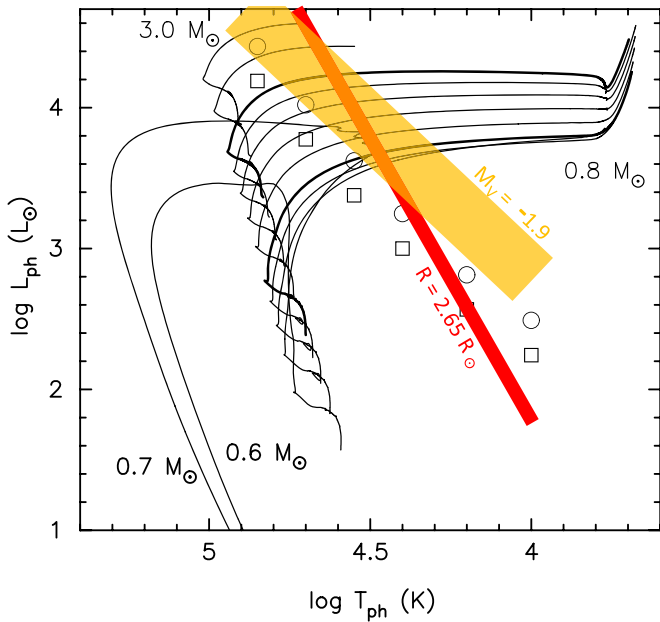 3.0 M⊙
4
0.8 M⊙
M_V = -1.9
log L_ph (L⊙)
3
R = 2.65 R⊙
2
0.7 M⊙
0.6 M⊙
1
5
4.5
4
log T_ph (K)